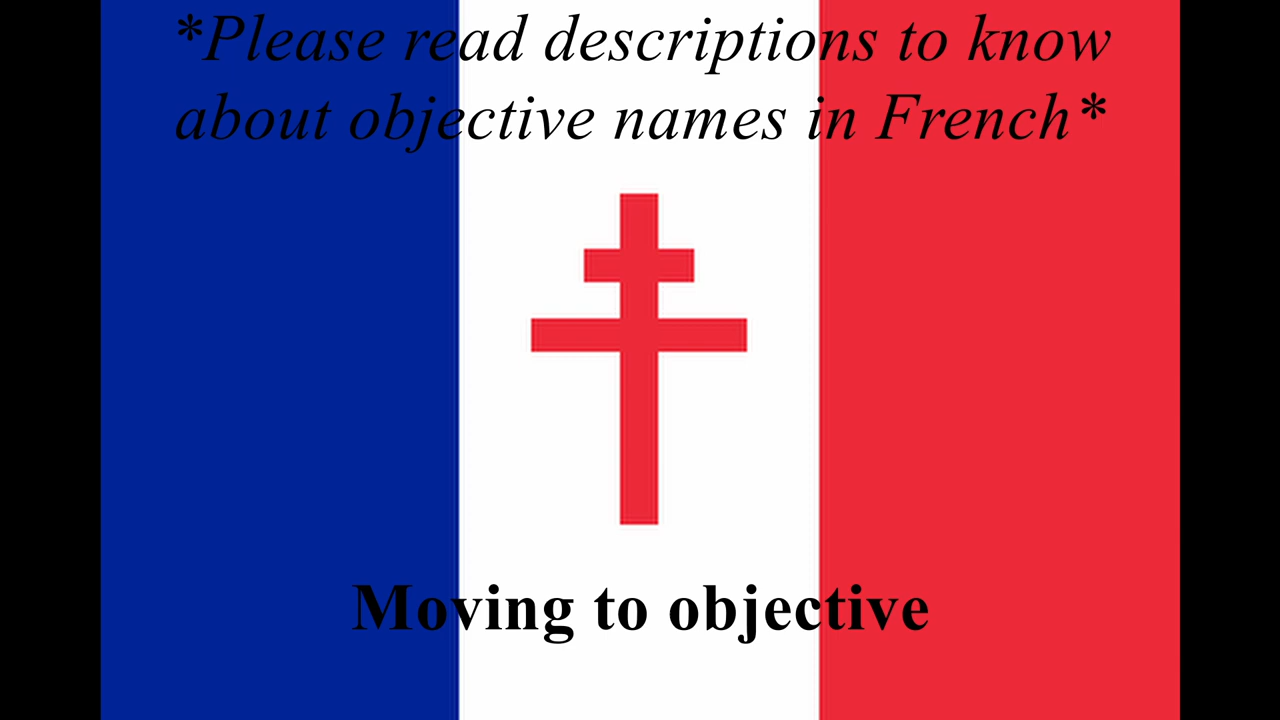 *Please read descriptions to know
about objective names in French*
Moving to objective